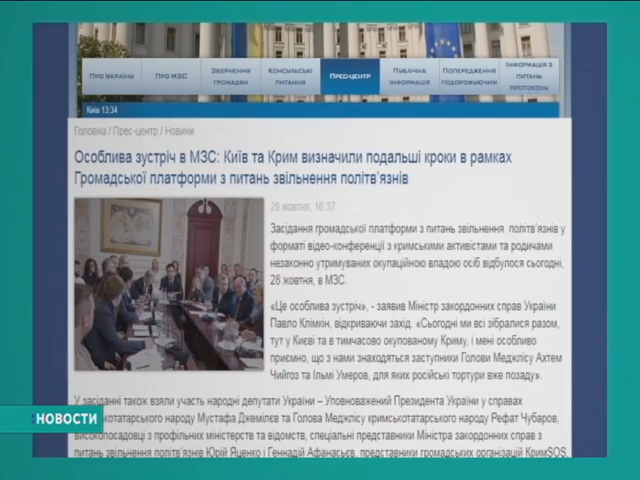 Про Україну
Про МЗС
Звернення громадян
Консульські питання
Пресцентр
Публічна інформація
Попередження подорожуючим
Інформація з питань протоколу
Київ 13:34
Головна / Прес-центр / Новини
Особлива зустріч в МЗС: Київ та Крим визначили подальші кроки в рамках
Громадської платформи з питань звільнення політв'язнів
26 жовтня, 16:37
Засідання громадської платформи з питань звільнення політв'язнів у
форматі відео-конференції з кримськими активістами та родичами
незаконно утримуваних окупаційною владою осіб відбулося сьогодні,
26 жовтня, в МЗС.
«Це особлива зустріч», - заявив Міністр закордонних справ України
Павло Клімкін, відкриваючи захід. «Сьогодні ми всі зібралися разом,
тут у Києві та в тимчасово окупованому Криму, і мені особливо
приємно, що з нами знаходяться заступники Голови Меджлісу Ахтем
Чийгоз та Ільмі Умеров, для яких російські тортури вже позаду».
У засіданні також взяли участь народні депутати України – Уповноважений Президента України у справах
кримськотатарського народу Мустафа Джемілєв та Голова Меджлісу кримськотатарського народу Рефат Чубаров,
високопосадовці з профільних міністерств та відомств, спеціальні представники Міністра закордонних справ з
питань звільнення політв'язнів Юрій Яценко і Геннадій Афанасьєв, представники громадських організацій КримSOS,
НОВОСТИ